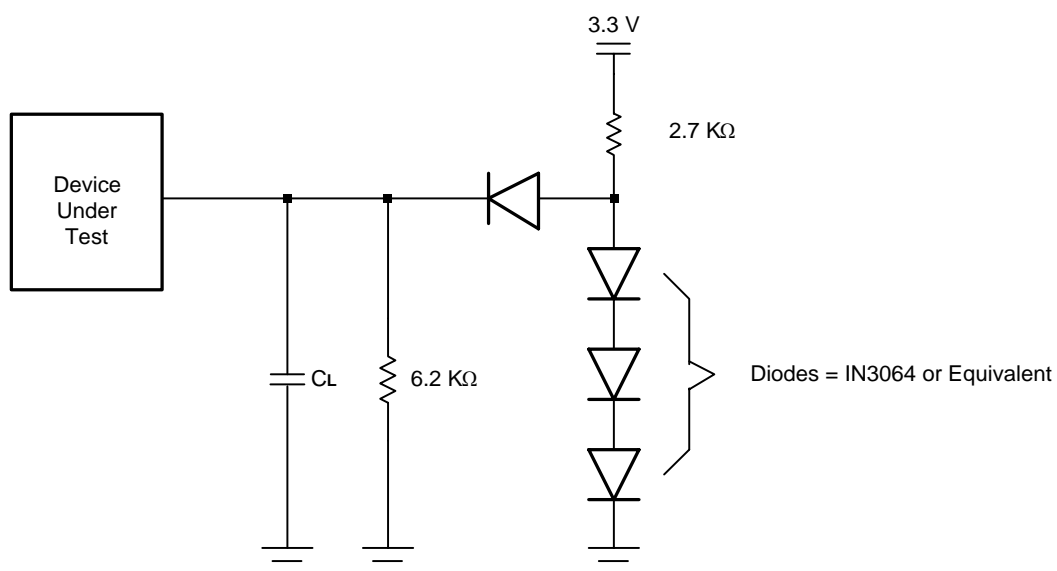 3.3 V
2.7 KΩ
Device
Under
Test
CL
6.2 KΩ
Diodes = IN3064 or Equivalent